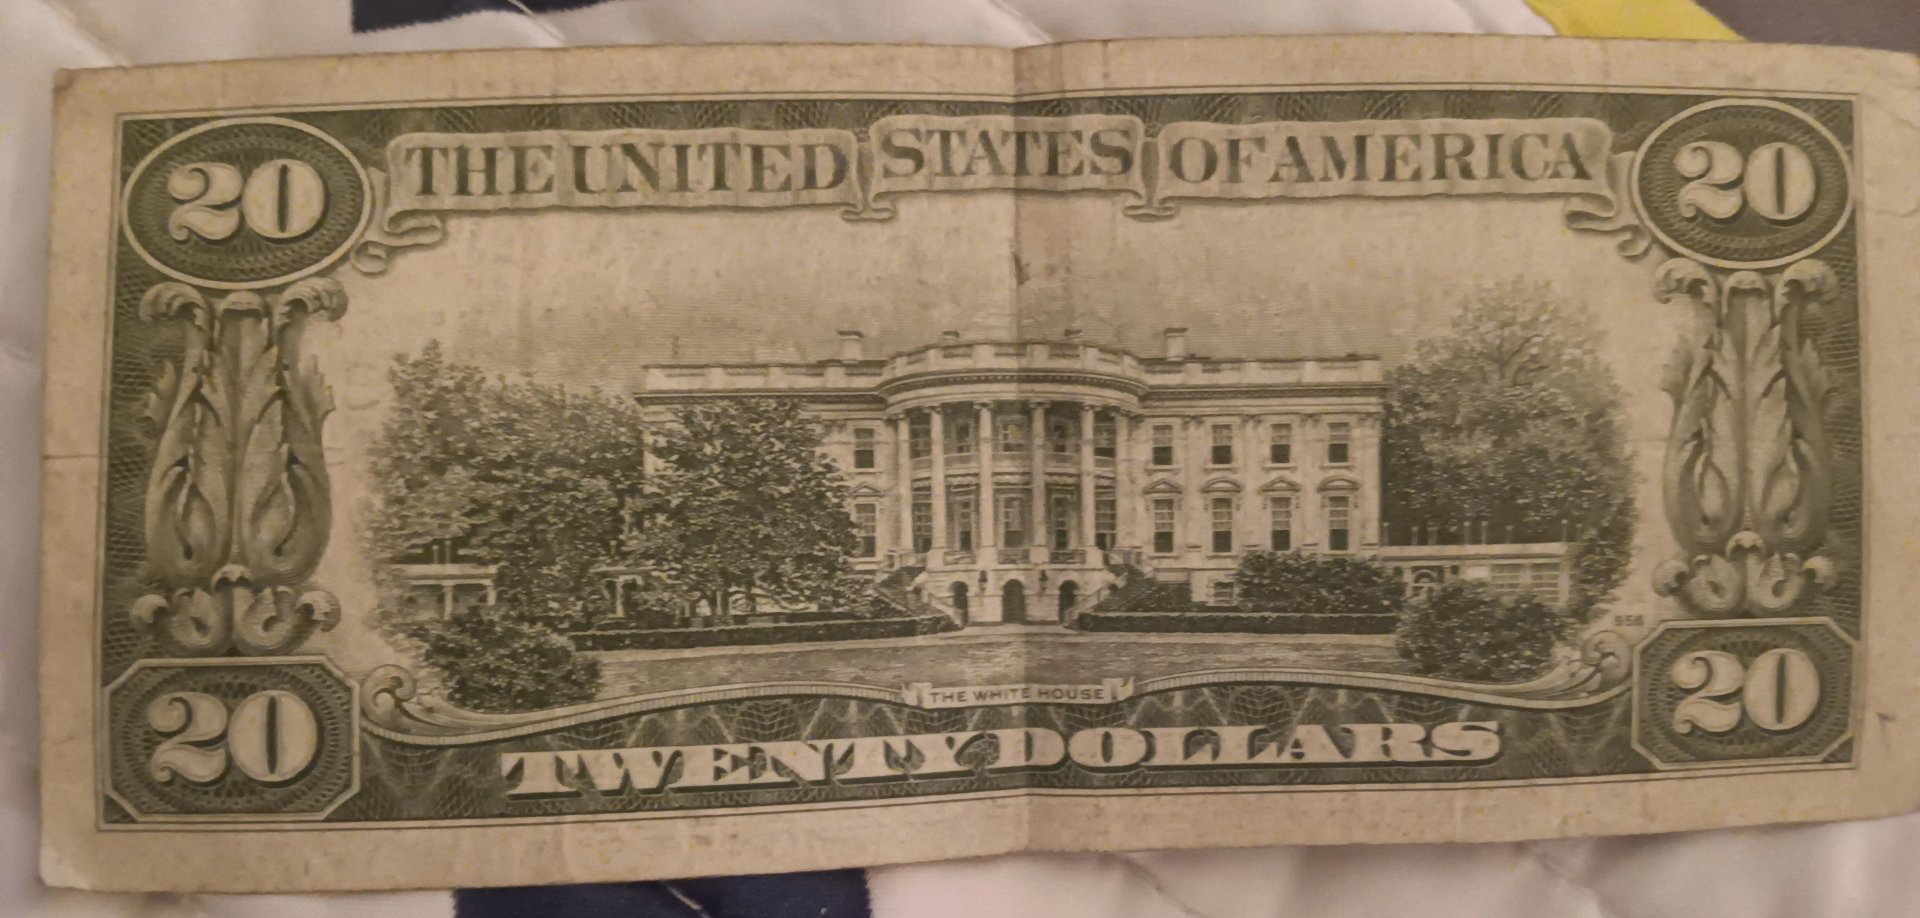 20 THE UNITED STATES OF AMERICA 20
THE WHITE HOUSE
20 TWENTY DOLLARS 20